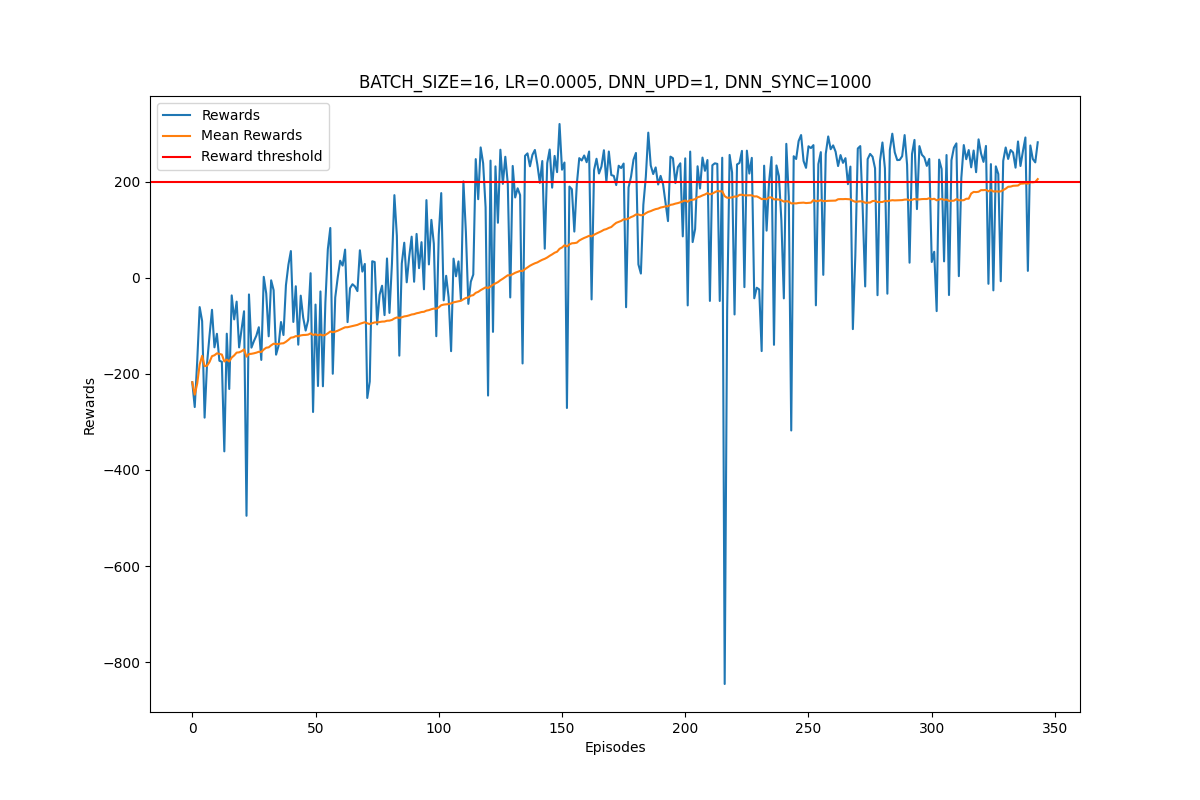 BATCH_SIZE=16, LR=0.0005, DNN_UPD=1, DNN_SYNC=1000
Rewards
Mean Rewards
Reward threshold
200
0
−200
−400
−600
−800
Rewards
0 50 100 150 200 250 300 350
Episodes